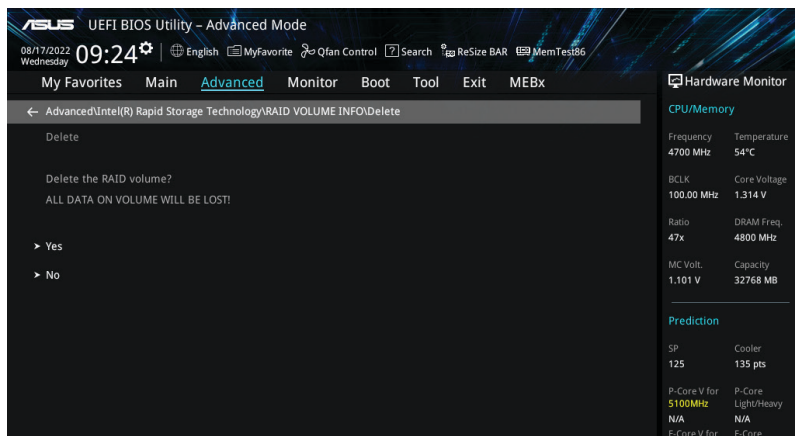 ASUS UEFI BIOS Utility – Advanced Mode
08/17/2022 Wednesday 09:24 English MyFavorite Qfan Control ? Search ReSize BAR MemTest86
My Favorites Main Advanced Monitor Boot Tool Exit MEBx
← Advanced\Intel(R) Rapid Storage Technology\RAID VOLUME INFO\Delete
Delete
Delete the RAID volume?
ALL DATA ON VOLUME WILL BE LOST!
> Yes
> No
Hardware Monitor
CPU/Memory
Frequency Temperature
4700 MHz 54°C
BCLK Core Voltage
100.00 MHz 1.314 V
Ratio DRAM Freq.
47x 4800 MHz
MC Volt. Capacity
1.101 V 32768 MB
Prediction
SP Cooler
125 135 pts
P-Core V for P-Core
5100MHz Light/Heavy
N/A N/A
E-Core V for E-Core